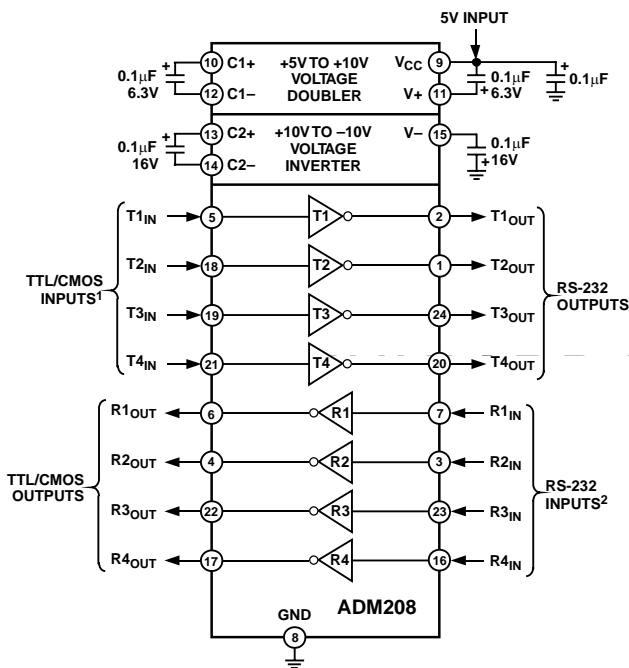 5V INPUT
0.1µF
6.3V
+
10 C1+
12 C1–
+5V TO +10V
VOLTAGE
DOUBLER
VCC 9
V+ 11
+
0.1µF
6.3V
+
0.1µF
0.1µF
16V
+
13 C2+
14 C2–
+10V TO –10V
VOLTAGE
INVERTER
V– 15
0.1µF
+
16V
TTL/CMOS
INPUTS1
T1IN 5 T1 2 T1OUT
T2IN 18 T2 1 T2OUT
T3IN 19 T3 24 T3OUT
T4IN 21 T4 20 T4OUT
RS-232
OUTPUTS
TTL/CMOS
OUTPUTS
R1OUT 6 R1 7 R1IN
R2OUT 4 R2 3 R2IN
R3OUT 22 R3 23 R3IN
R4OUT 17 R4 16 R4IN
RS-232
INPUTS2
GND
8
ADM208